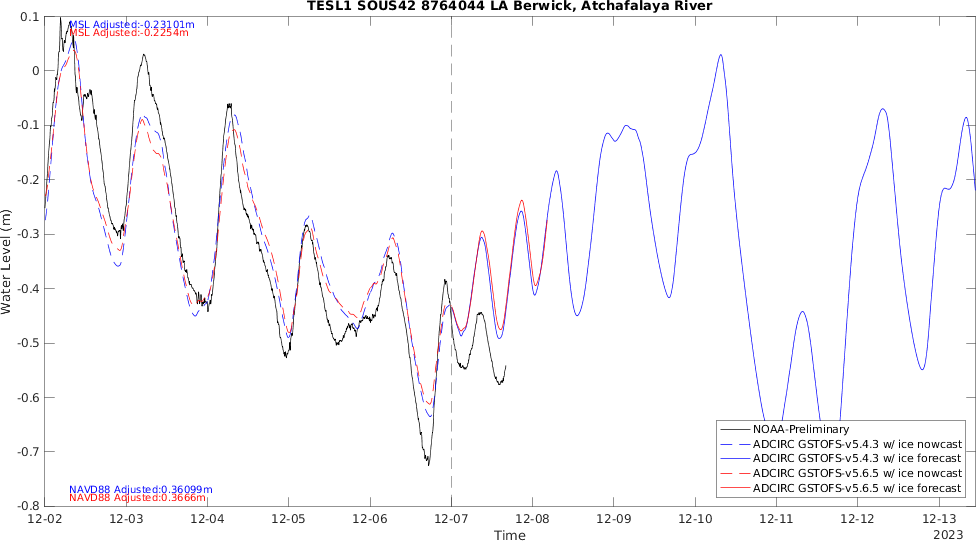 TESL1 SOUS42 8764044 LA Berwick, Atchafalaya River
MSL Adjusted:-0.23101m
MSL Adjusted:-0.2254m
0.1
0
-0.1
-0.2
-0.3
-0.4
-0.5
-0.6
-0.7
-0.8
Water Level (m)
NOAA-Preliminary
ADCIRC GSTOFS-v5.4.3 w/ ice nowcast
ADCIRC GSTOFS-v5.4.3 w/ ice forecast
ADCIRC GSTOFS-v5.6.5 w/ ice nowcast
ADCIRC GSTOFS-v5.6.5 w/ ice forecast
NAVD88 Adjusted:0.36099m
NAVD88 Adjusted:0.3666m
12-02 12-03 12-04 12-05 12-06 12-07 12-08 12-09 12-10 12-11 12-12 12-13
Time
2023